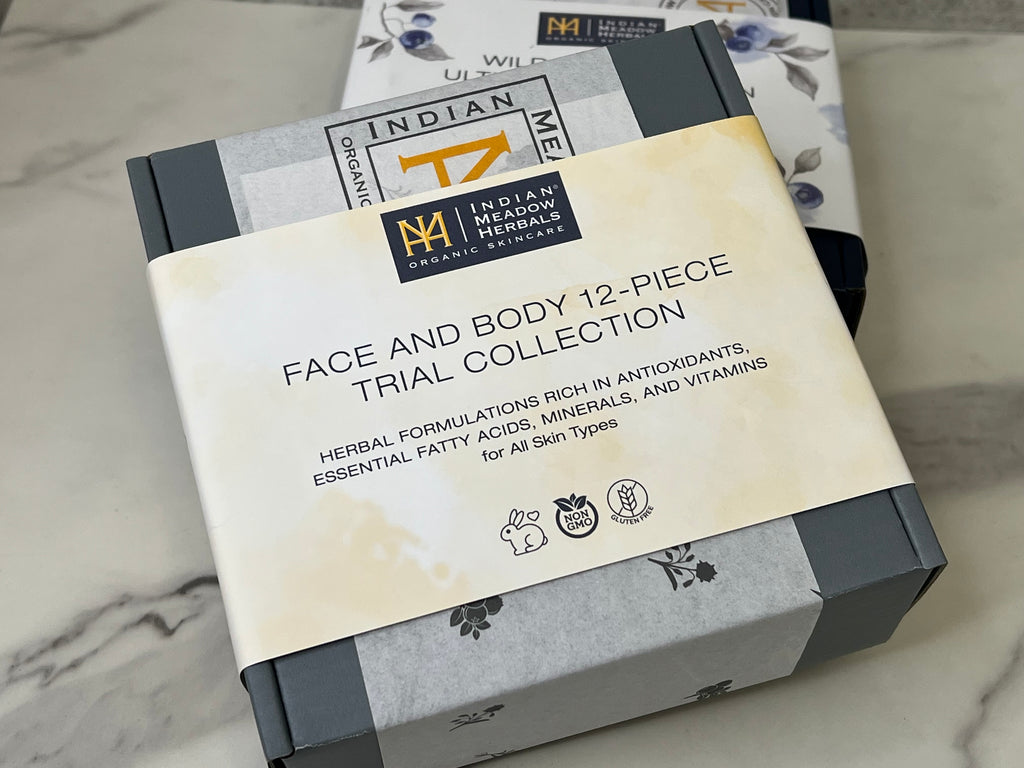 INDIAN
MEADOW
HERBALS
ORGANIC SKINCARE
WILD
INDIAN
ORGANIC
INDIAN®
MEADOW
HERBALS
ORGANIC SKINCARE
FACE AND BODY 12-PIECE
TRIAL COLLECTION
HERBAL FORMULATIONS RICH IN ANTIOXIDANTS,
ESSENTIAL FATTY ACIDS, MINERALS, AND VITAMINS
for All Skin Types
NON
GMO
GLUTEN FREE